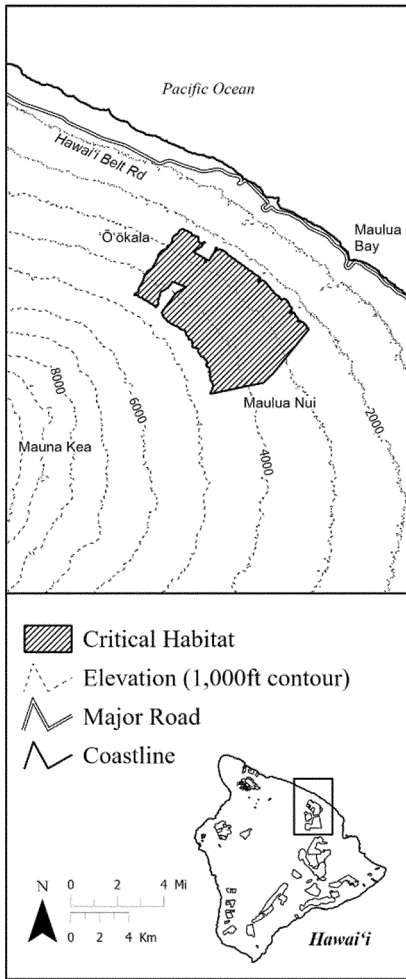 Pacific Ocean
Hawai‘i Belt Rd
Maulua
Bay
‘Ō‘ōkala
Maulua Nui
8000
6000
4000
2000
Mauna Kea
Critical Habitat
Elevation (1,000ft contour)
Major Road
Coastline
N
0 2 4 Mi
0 2 4 Km
Hawai‘i